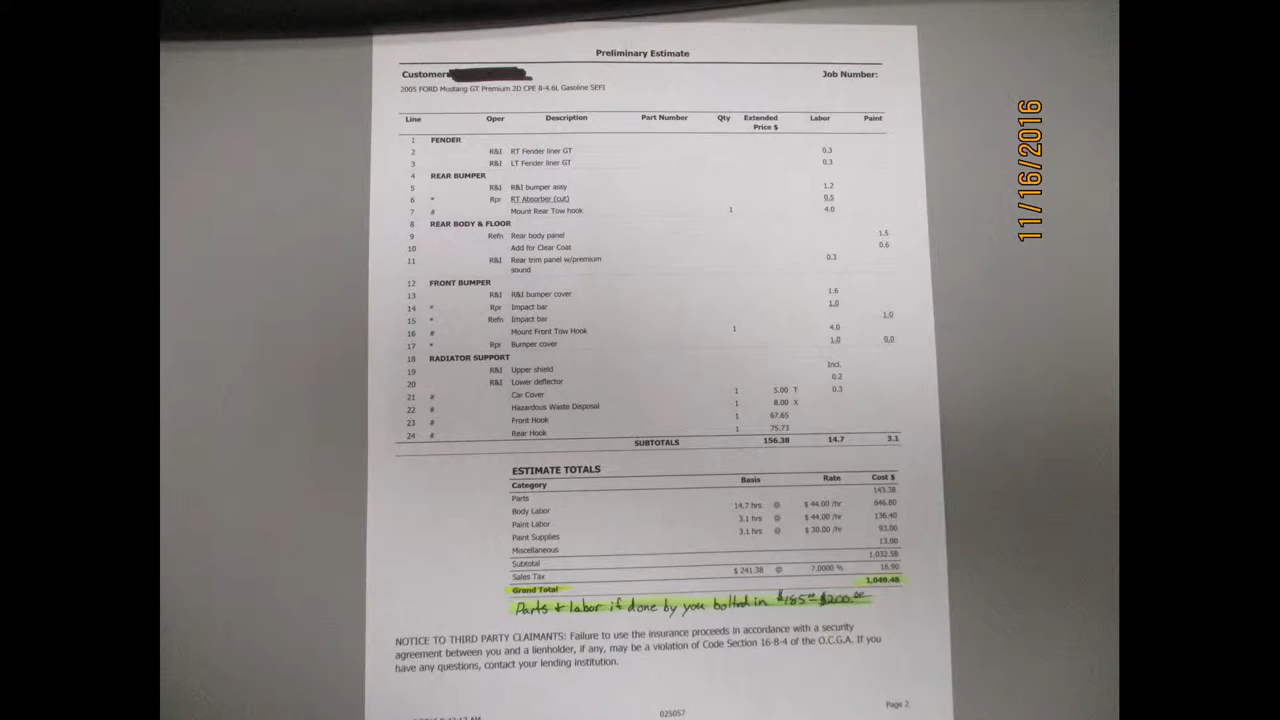 Preliminary Estimate
Customer Job Number:
2005 FORD Mustang GT Premium 2D CPE 8-4.6L Gasoline SEFI
Line Oper Description Part Number Qty Extended Price $ Labor Paint
1 FENDER
2 R&I RT Fender liner GT 0.3
3 R&I LT Fender liner GT 0.3
4 REAR BUMPER
5 R&I R&I bumper assy 1.2
6 * Rpr RT Absorber (cut) 0.5
7 # Mount Rear Tow hook 1 4.0
8 REAR BODY & FLOOR
9 Refn Rear body panel 1.5
10 Add for Clear Coat 0.6
11 R&I Rear trim panel w/premium 0.3
sound
12 FRONT BUMPER
13 R&I R&I bumper cover 1.6
14 * Rpr Impact bar 1.0
15 * Refn Impact bar 1.0
16 # Mount Front Tow Hook 1 4.0
17 * Rpr Bumper cover 1.0 0.0
18 RADIATOR SUPPORT
19 R&I Upper shield Incl.
20 R&I Lower deflector 0.2
21 # Car Cover 1 5.00 T 0.3
22 # Hazardous Waste Disposal 1 8.00 X
23 # Front Hook 1 67.65
24 # Rear Hook 1 75.73
SUBTOTALS 156.38 14.7 3.1
ESTIMATE TOTALS
Category Basis Rate Cost $
Parts 143.38
Body Labor 14.7 hrs @ $ 44.00 /hr 646.80
Paint Labor 3.1 hrs @ $ 44.00 /hr 136.40
Paint Supplies 3.1 hrs @ $ 30.00 /hr 93.00
Miscellaneous 13.00
Subtotal 1,032.58
Sales Tax $ 241.38 @ 7.0000 % 16.90
Grand Total 1,049.48
Parts + labor if done by you bolted in $185.00 - $200.00
NOTICE TO THIRD PARTY CLAIMANTS: Failure to use the insurance proceeds in accordance with a security
agreement between you and a lienholder, if any, may be a violation of Code Section 16-8-4 of the O.C.G.A. If you
have any questions, contact your lending institution.
025057 Page 2
11/16/2016